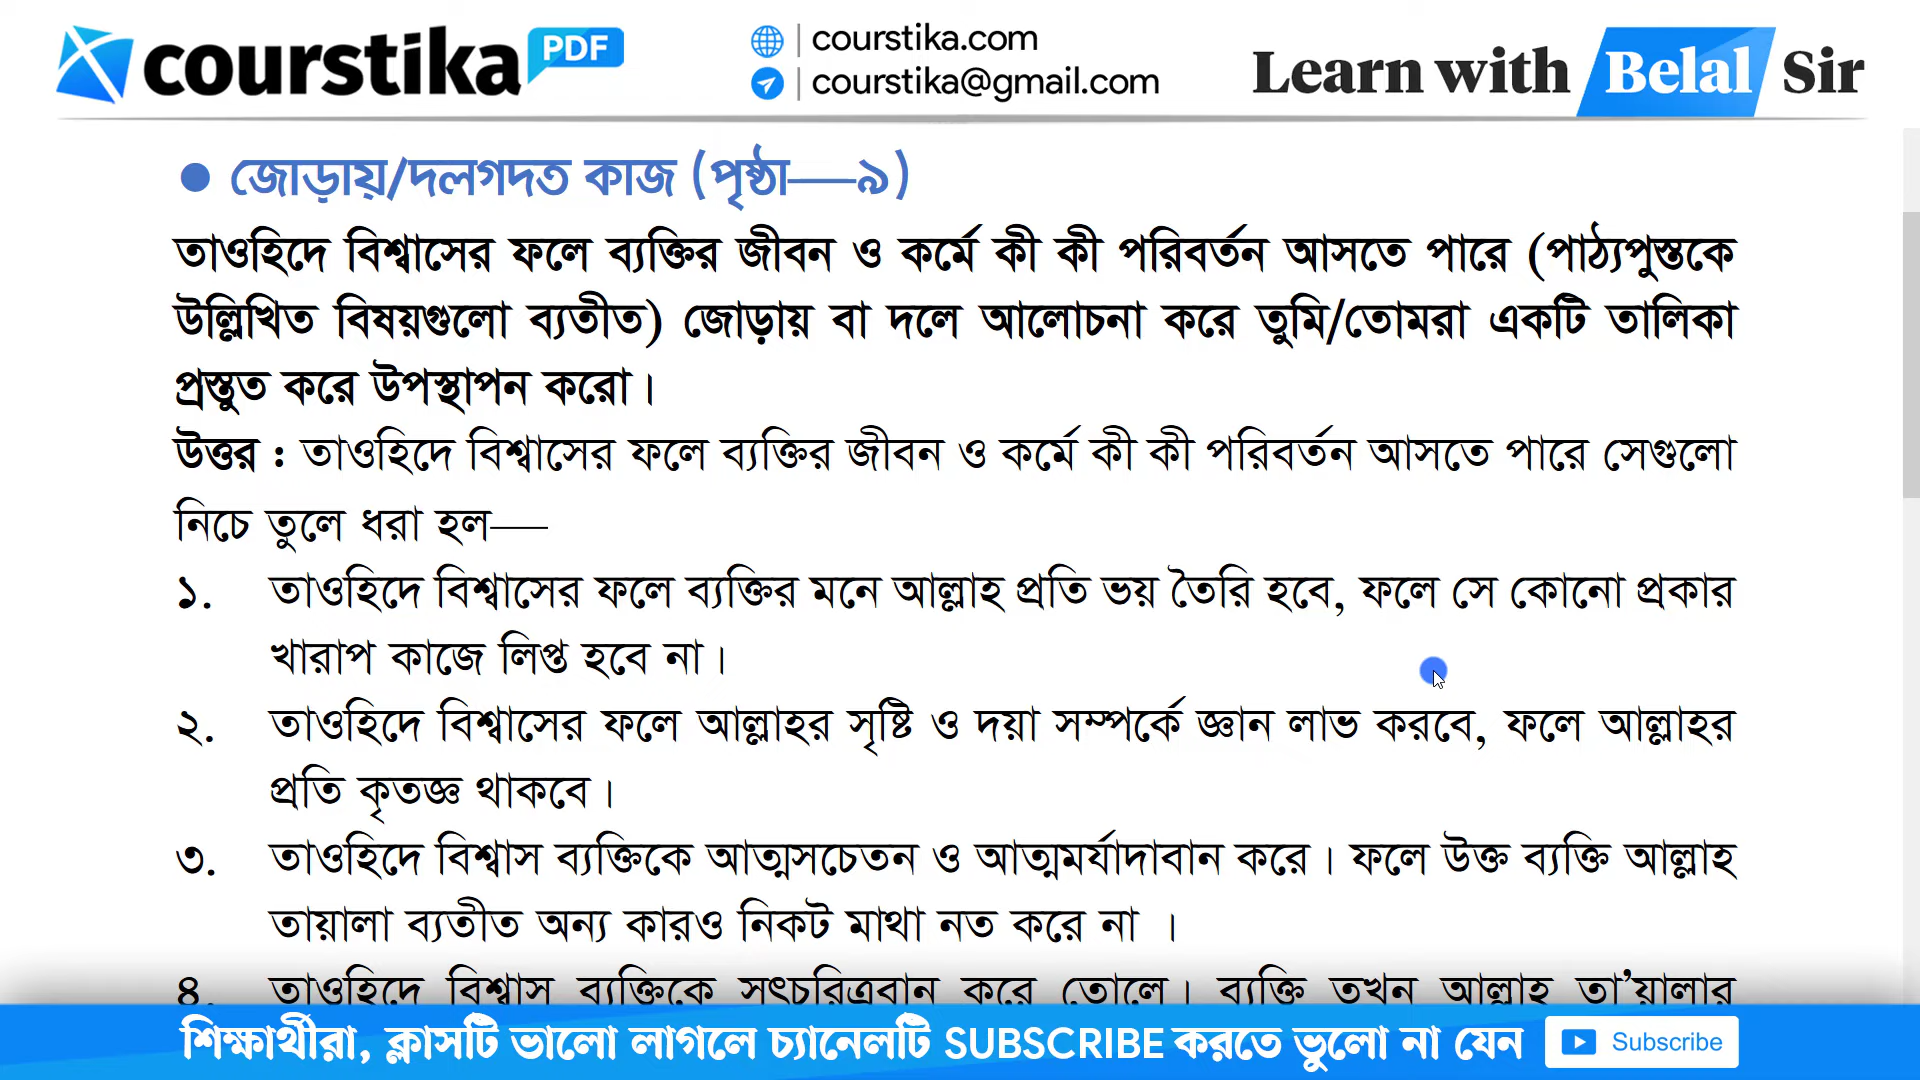 courstika PDF
courstika.com
courstika@gmail.com
Learn with Belal Sir
● জোড়ায়/দলগদত কাজ (পৃষ্ঠা—৯)
তাওহিদে বিশ্বাসের ফলে ব্যক্তির জীবন ও কর্মে কী কী পরিবর্তন আসতে পারে (পাঠ্যপুস্তকে
উল্লিখিত বিষয়গুলো ব্যতীত) জোড়ায় বা দলে আলোচনা করে তুমি/তোমরা একটি তালিকা
প্রস্তুত করে উপস্থাপন করো।
উত্তর : তাওহিদে বিশ্বাসের ফলে ব্যক্তির জীবন ও কর্মে কী কী পরিবর্তন আসতে পারে সেগুলো
নিচে তুলে ধরা হল—
১. তাওহিদে বিশ্বাসের ফলে ব্যক্তির মনে আল্লাহ প্রতি ভয় তৈরি হবে, ফলে সে কোনো প্রকার
খারাপ কাজে লিপ্ত হবে না।
২. তাওহিদে বিশ্বাসের ফলে আল্লাহর সৃষ্টি ও দয়া সম্পর্কে জ্ঞান লাভ করবে, ফলে আল্লাহর
প্রতি কৃতজ্ঞ থাকবে।
৩. তাওহিদে বিশ্বাস ব্যক্তিকে আত্মসচেতন ও আত্মমর্যাদাবান করে। ফলে উক্ত ব্যক্তি আল্লাহ
তায়ালা ব্যতীত অন্য কারও নিকট মাথা নত করে না ।
৪. তাওহিদে বিশ্বাস ব্যক্তিকে সৎচরিত্রবান করে তোলে। ব্যক্তি তখন আল্লাহ তা’য়ালার
শিক্ষার্থীরা, ক্লাসটি ভালো লাগলে চ্যানেলটি SUBSCRIBE করতে ভুলো না যেন
Subscribe